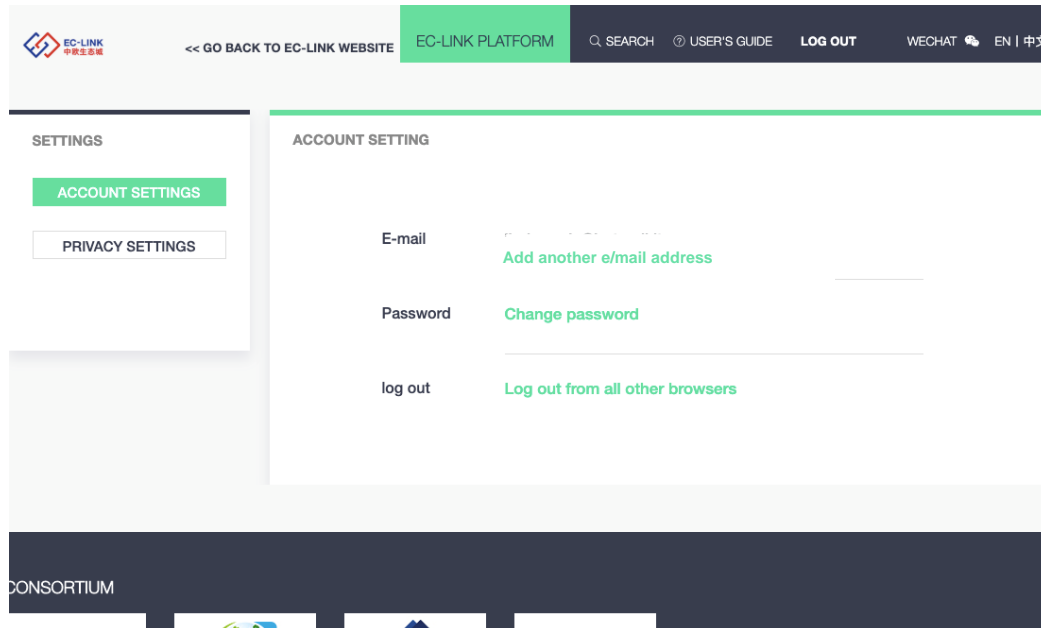 EC-LINK
中欧生态城
<< GO BACK TO EC-LINK WEBSITE
EC-LINK PLATFORM
SEARCH
USER'S GUIDE
LOG OUT
WECHAT
EN | 中文
SETTINGS
ACCOUNT SETTINGS
PRIVACY SETTINGS
ACCOUNT SETTING
E-mail
Add another e/mail address
Password
Change password
log out
Log out from all other browsers
CONSORTIUM